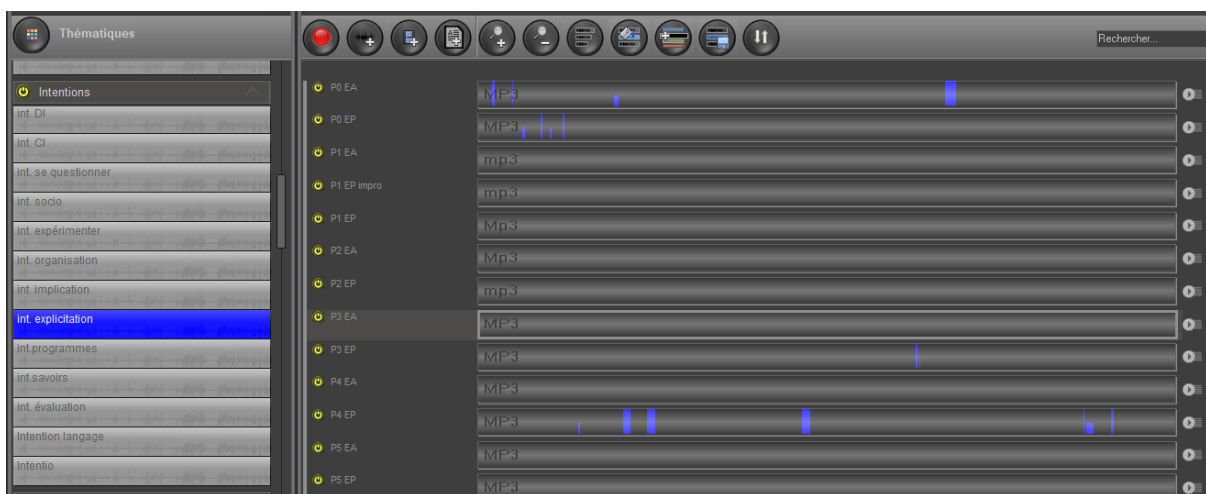 Thématiques
Rechercher...
Intentions
int. DI
int. CI
int. se questionner
int. socio
int. expérimenter
int. organisation
int. implication
int. explicitation
int.programmes
int.savoirs
int. évaluation
Intention langage
Intentio
P0 EA
MP3
P0 EP
MP3
P1 EA
mp3
P1 EP impro
mp3
P1 EP
Mp3
P2 EA
Mp3
P2 EP
mp3
P3 EA
MP3
P3 EP
MP3
P4 EA
MP3
P4 EP
MP3
P5 EA
MP3
P5 EP
MP3